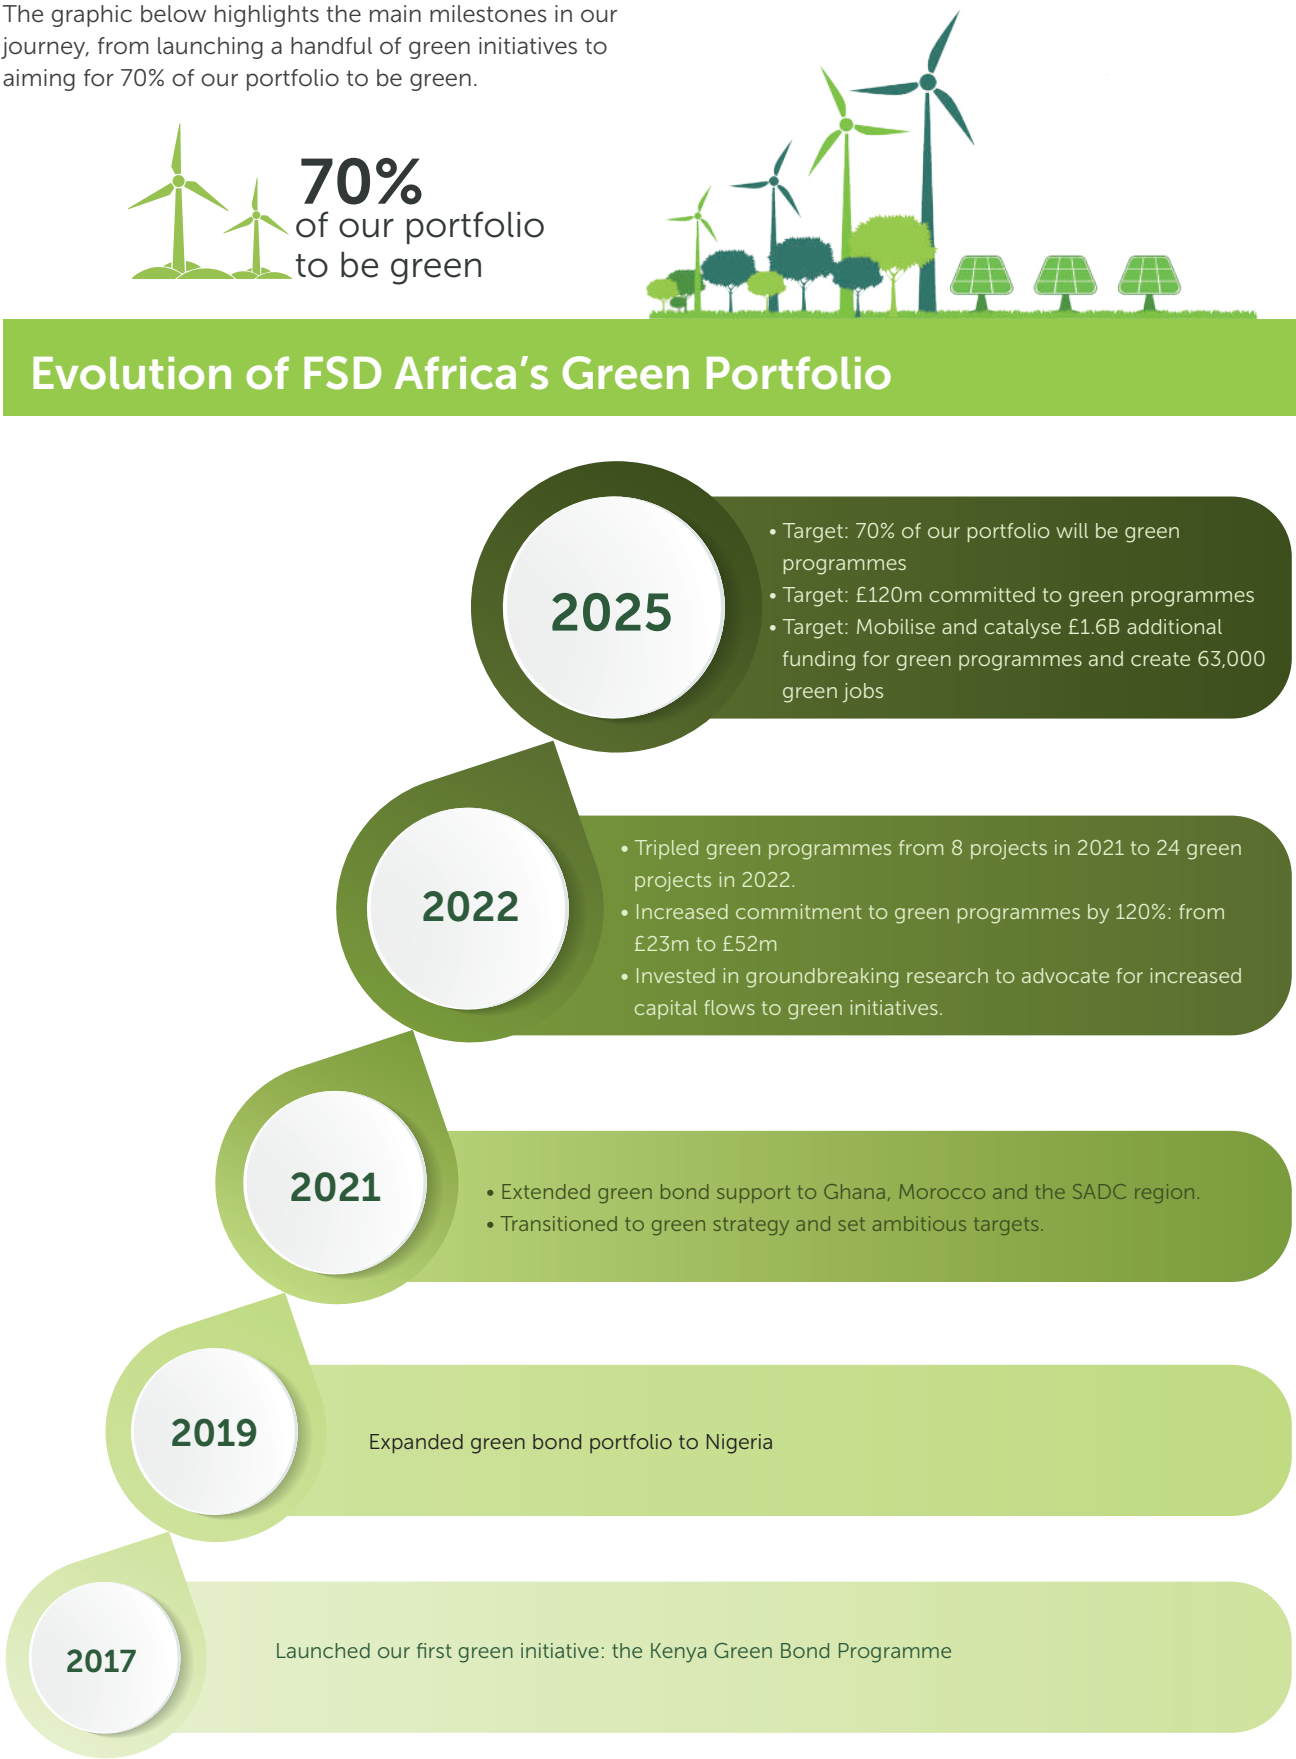 The graphic below highlights the main milestones in our
journey, from launching a handful of green initiatives to
aiming for 70% of our portfolio to be green.
70%
of our portfolio
to be green
Evolution of FSD Africa's Green Portfolio
2025
• Target: 70% of our portfolio will be green
programmes
• Target: £120m committed to green programmes
• Target: Mobilise and catalyse £1.6B additional
funding for green programmes and create 63,000
green jobs
2022
• Tripled green programmes from 8 projects in 2021 to 24 green
projects in 2022.
• Increased commitment to green programmes by 120%: from
£23m to £52m
• Invested in groundbreaking research to advocate for increased
capital flows to green initiatives.
2021
• Extended green bond support to Ghana, Morocco and the SADC region.
• Transitioned to green strategy and set ambitious targets.
2019
Expanded green bond portfolio to Nigeria
2017
Launched our first green initiative: the Kenya Green Bond Programme